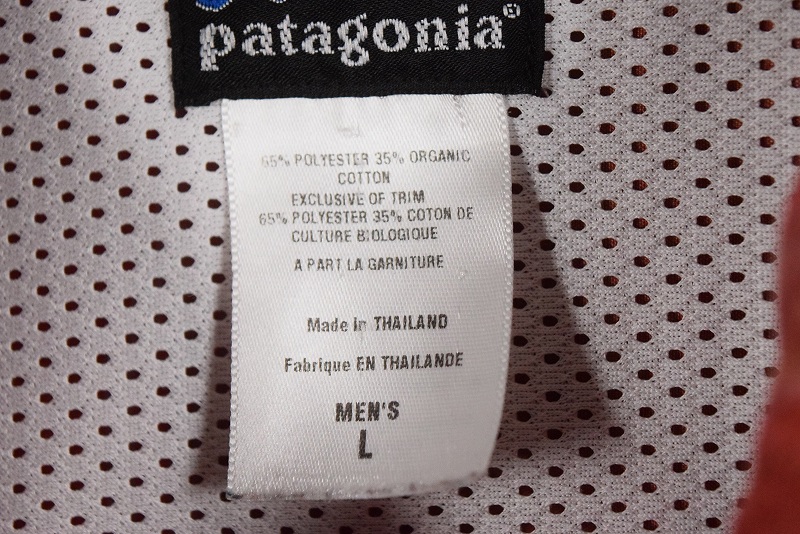 patagonia®
65% POLYESTER 35% ORGANIC
COTTON
EXCLUSIVE OF TRIM
65% POLYESTER 35% COTON DE
CULTURE BIOLOGIQUE
A PART LA GARNITURE
Made in THAILAND
Fabrique EN THAILANDE
MEN'S
L